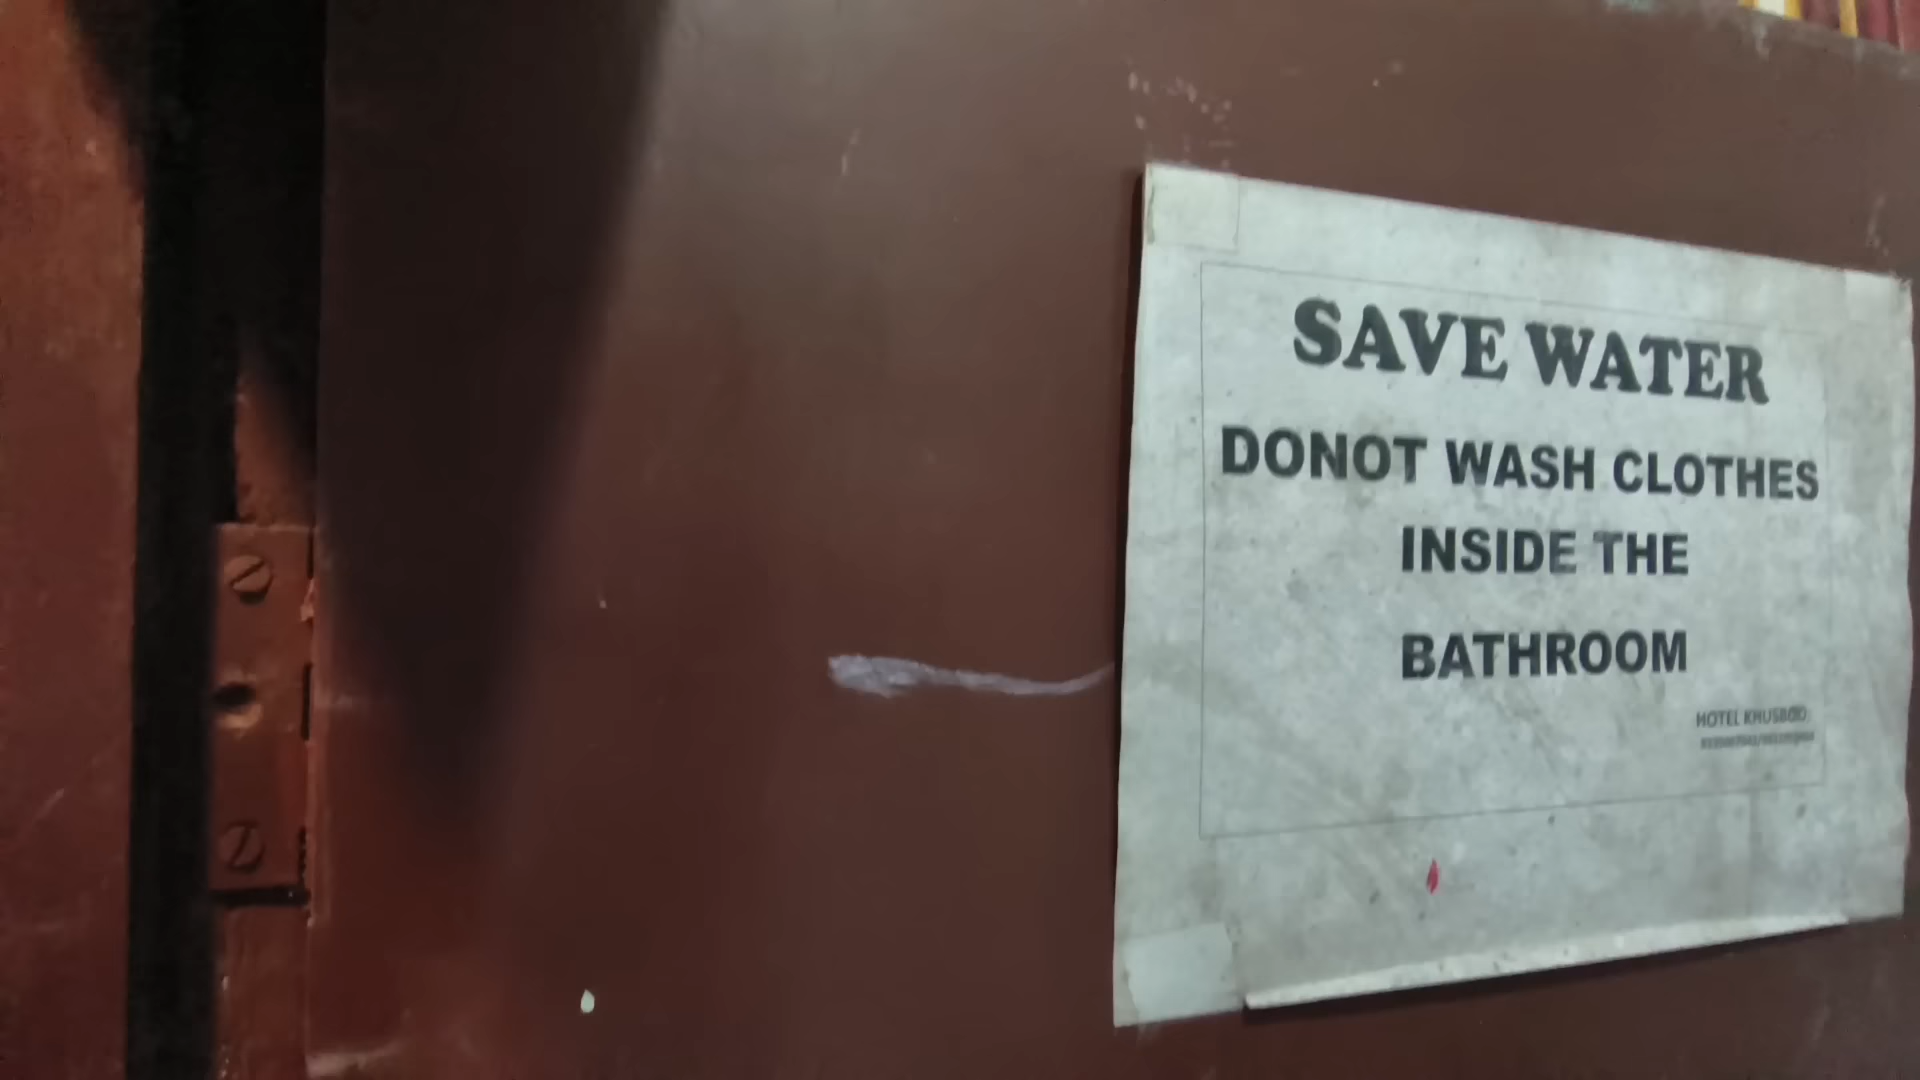 SAVE WATER
DONOT WASH CLOTHES
INSIDE THE
BATHROOM
HOTEL KHUSBOO